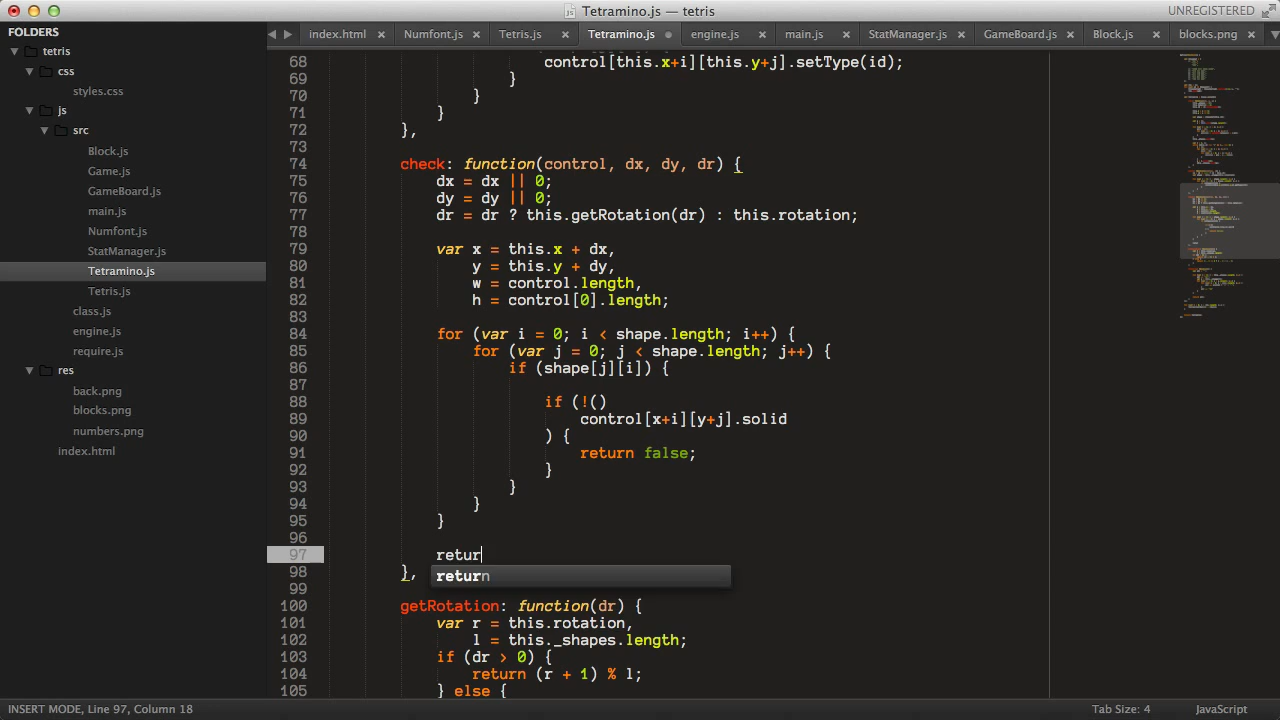 Tetramino.js — tetris
UNREGISTERED
FOLDERS
tetris
css
styles.css
js
src
Block.js
Game.js
GameBoard.js
main.js
Numfont.js
StatManager.js
Tetramino.js
Tetris.js
class.js
engine.js
require.js
res
back.png
blocks.png
numbers.png
index.html
index.html Numfont.js Tetris.js Tetramino.js engine.js main.js StatManager.js GameBoard.js Block.js blocks.png
68 control[this.x+i][this.y+j].setType(id);
69 }
70 }
71 }
72 },
73
74 check: function(control, dx, dy, dr) {
75 dx = dx || 0;
76 dy = dy || 0;
77 dr = dr ? this.getRotation(dr) : this.rotation;
78
79 var x = this.x + dx,
80 y = this.y + dy,
81 w = control.length,
82 h = control[0].length;
83
84 for (var i = 0; i < shape.length; i++) {
85 for (var j = 0; j < shape.length; j++) {
86 if (shape[j][i]) {
87
88 if (!()
89 control[x+i][y+j].solid
90 ) {
91 return false;
92 }
93 }
94 }
95 }
96
97 retur
98 },
return
99
100 getRotation: function(dr) {
101 var r = this.rotation,
102 l = this._shapes.length;
103 if (dr > 0) {
104 return (r + 1) % l;
105 } else {
INSERT MODE, Line 97, Column 18
Tab Size: 4
JavaScript